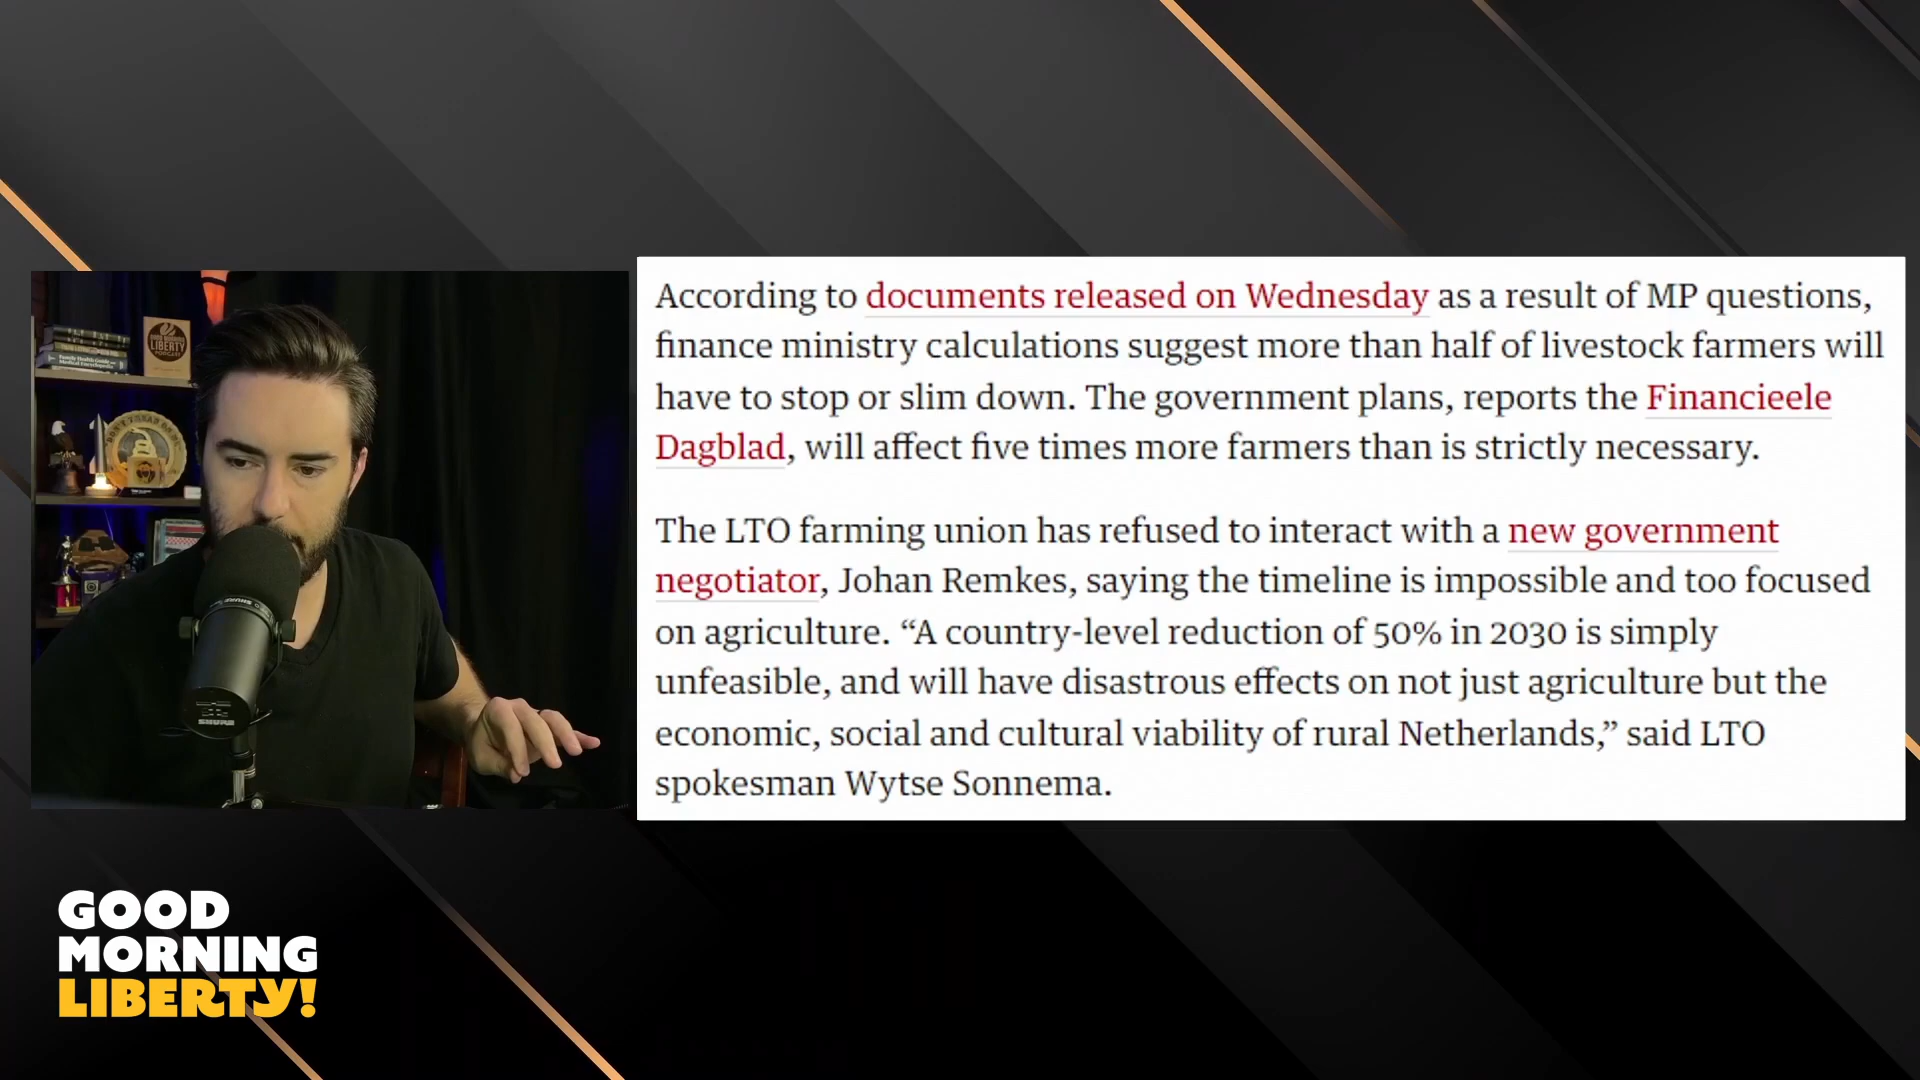 According to documents released on Wednesday as a result of MP questions,
finance ministry calculations suggest more than half of livestock farmers will
have to stop or slim down. The government plans, reports the Financieele
Dagblad, will affect five times more farmers than is strictly necessary.
The LTO farming union has refused to interact with a new government
negotiator, Johan Remkes, saying the timeline is impossible and too focused
on agriculture. “A country-level reduction of 50% in 2030 is simply
unfeasible, and will have disastrous effects on not just agriculture but the
economic, social and cultural viability of rural Netherlands,” said LTO
spokesman Wytse Sonnema.
LIBERTY
SHURE
GOOD
MORNING
LIBERTY!